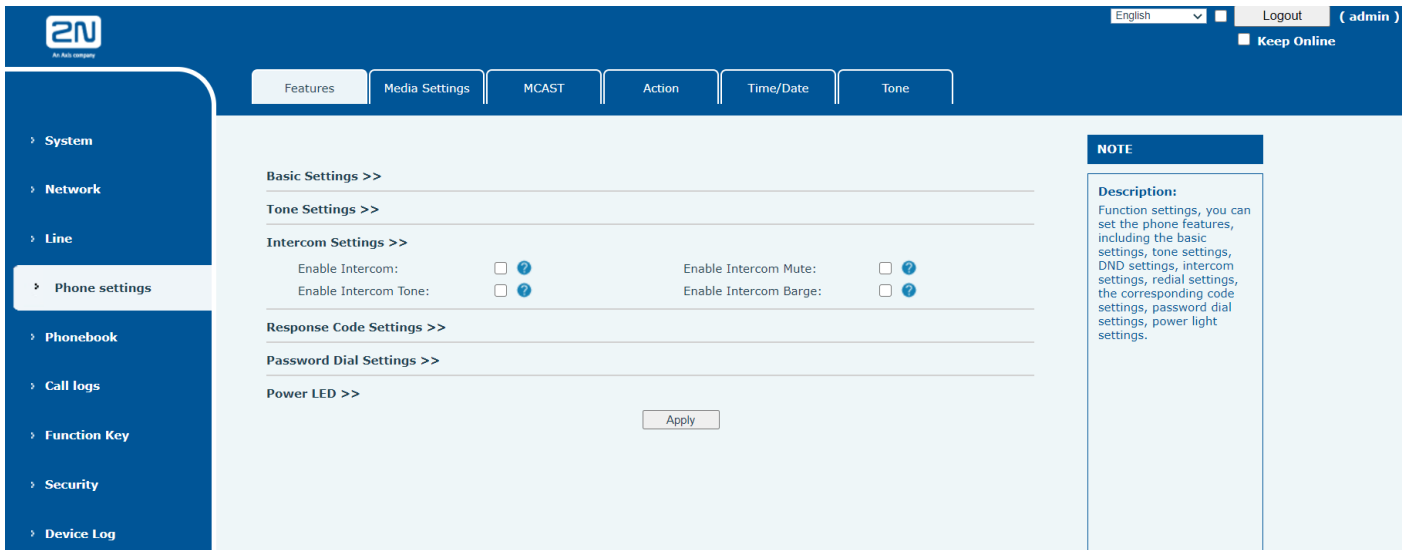 2N
An Axis company
English
Logout
( admin )
Keep Online
Features
Media Settings
MCAST
Action
Time/Date
Tone
System
Network
Line
Phone settings
Phonebook
Call logs
Function Key
Security
Device Log
Basic Settings >>
Tone Settings >>
Intercom Settings >>
Enable Intercom: ?
Enable Intercom Mute: ?
Enable Intercom Tone: ?
Enable Intercom Barge: ?
Response Code Settings >>
Password Dial Settings >>
Power LED >>
Apply
NOTE
Description:
Function settings, you can
set the phone features,
including the basic
settings, tone settings,
DND settings, intercom
settings, redial settings,
the corresponding code
settings, password dial
settings, power light
settings.